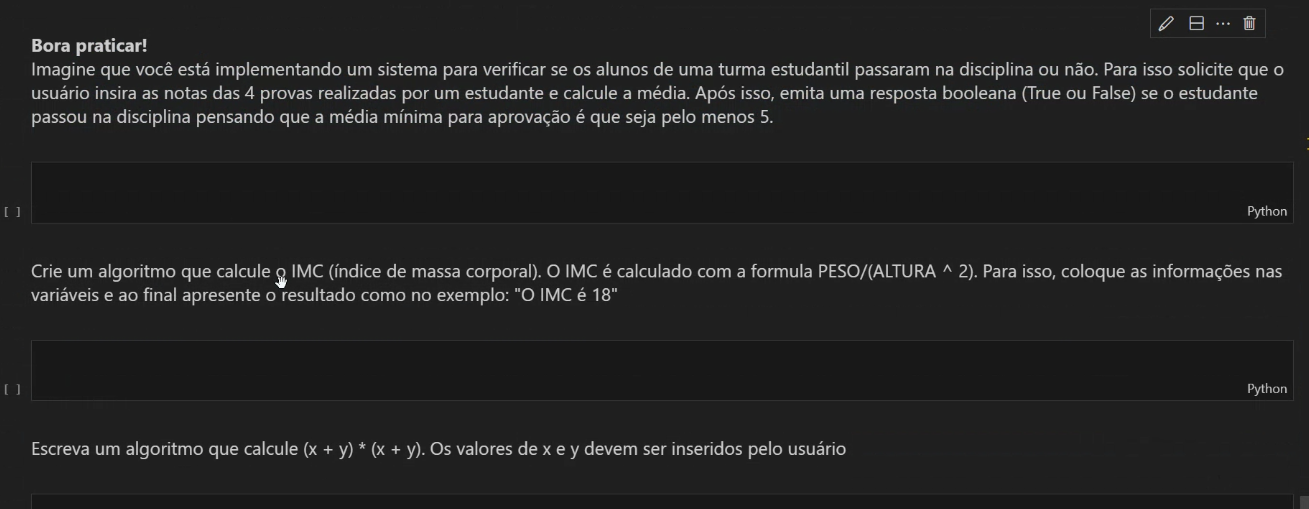 Bora praticar!
Imagine que você está implementando um sistema para verificar se os alunos de uma turma estudantil passaram na disciplina ou não. Para isso solicite que o
usuário insira as notas das 4 provas realizadas por um estudante e calcule a média. Após isso, emita uma resposta booleana (True ou False) se o estudante
passou na disciplina pensando que a média mínima para aprovação é que seja pelo menos 5.
[ ]
Python
Crie um algoritmo que calcule o IMC (índice de massa corporal). O IMC é calculado com a formula PESO/(ALTURA ^ 2). Para isso, coloque as informações nas
variáveis e ao final apresente o resultado como no exemplo: "O IMC é 18"
[ ]
Python
Escreva um algoritmo que calcule (x + y) * (x + y). Os valores de x e y devem ser inseridos pelo usuário